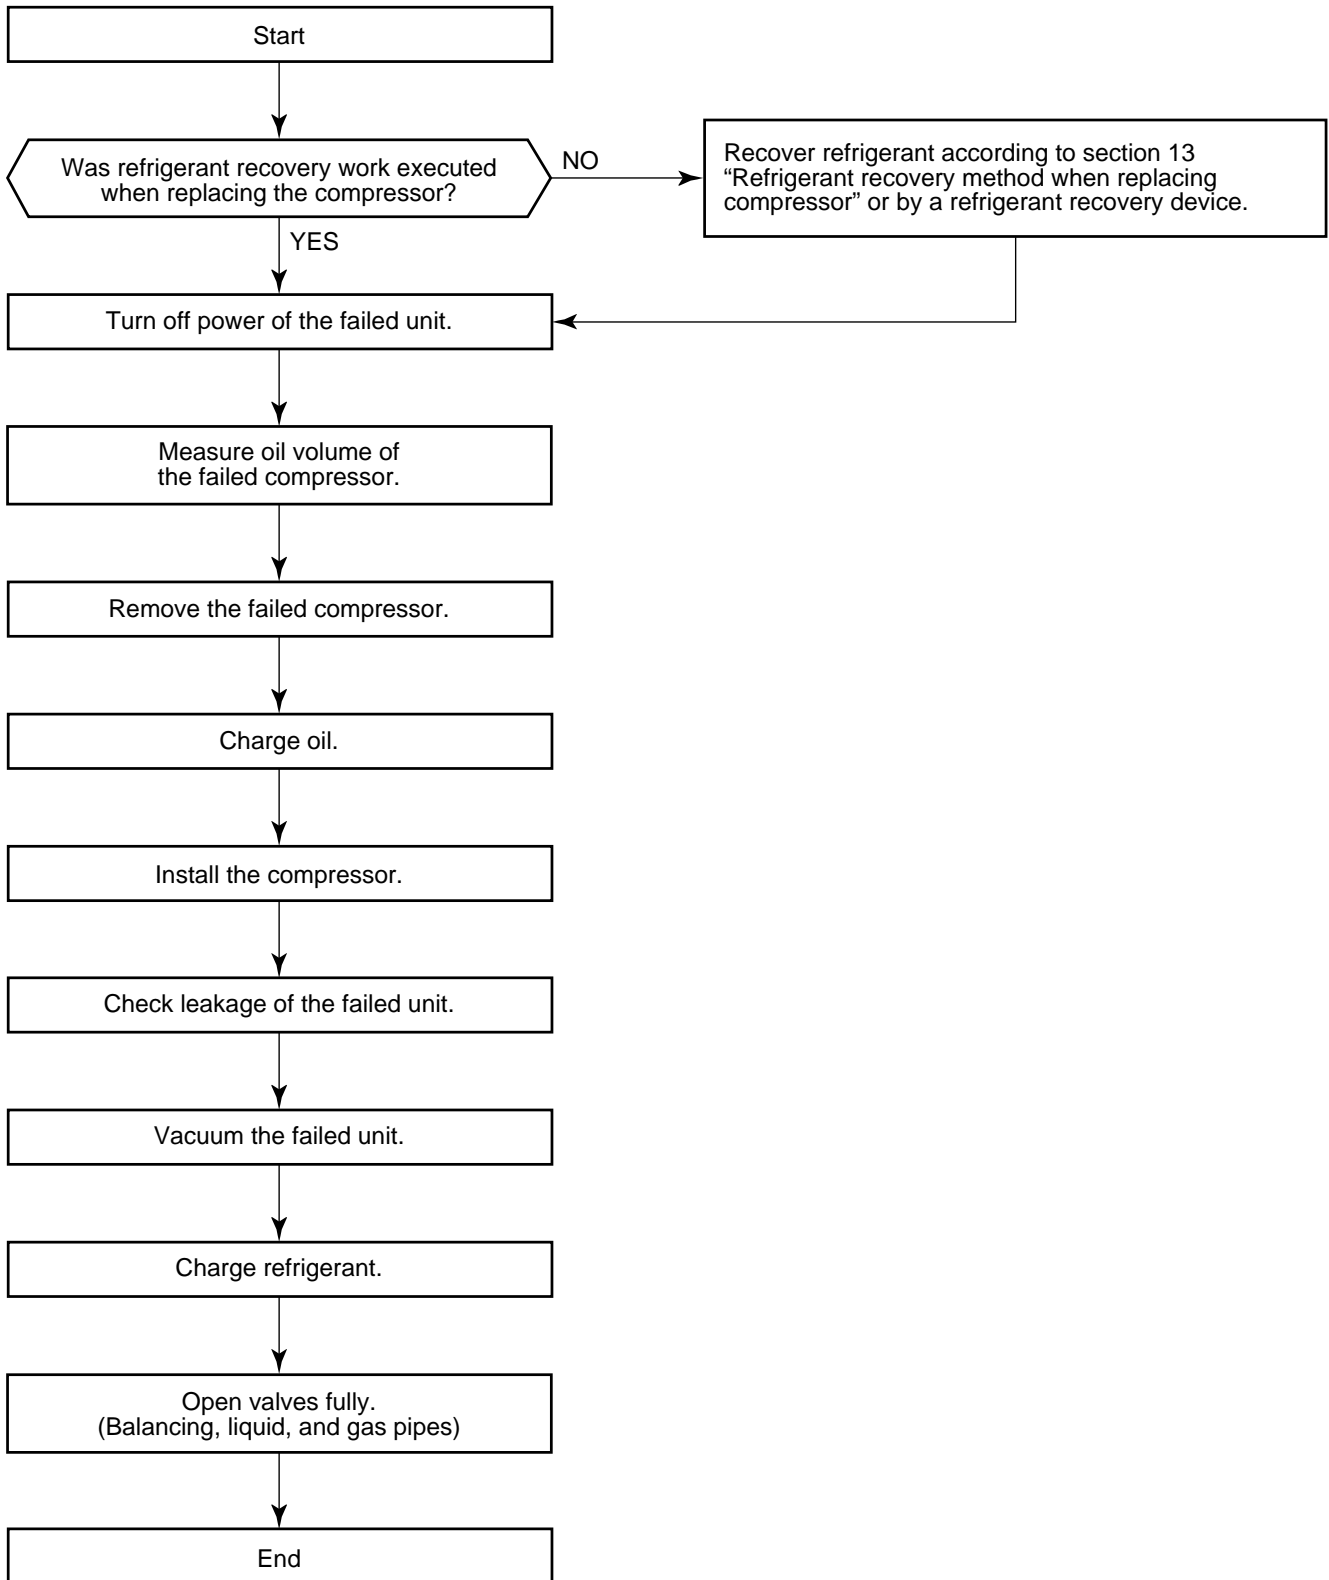 Start
Was refrigerant recovery work executed
when replacing the compressor?
NO
Recover refrigerant according to section 13
“Refrigerant recovery method when replacing
compressor” or by a refrigerant recovery device.
YES
Turn off power of the failed unit.
Measure oil volume of
the failed compressor.
Remove the failed compressor.
Charge oil.
Install the compressor.
Check leakage of the failed unit.
Vacuum the failed unit.
Charge refrigerant.
Open valves fully.
(Balancing, liquid, and gas pipes)
End